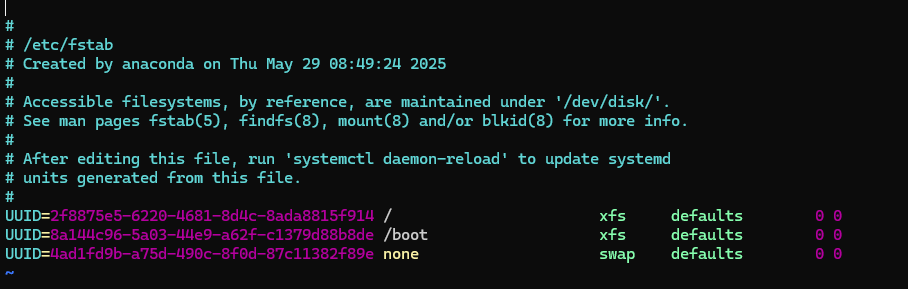 #
# /etc/fstab
# Created by anaconda on Thu May 29 08:49:24 2025
#
# Accessible filesystems, by reference, are maintained under '/dev/disk/'.
# See man pages fstab(5), findfs(8), mount(8) and/or blkid(8) for more info.
#
# After editing this file, run 'systemctl daemon-reload' to update systemd
# units generated from this file.
#
UUID=2f8875e5-6220-4681-8d4c-8ada8815f914 /                       xfs     defaults        0 0
UUID=8a144c96-5a03-44e9-a62f-c1379d88b8de /boot                   xfs     defaults        0 0
UUID=4ad1fd9b-a75d-490c-8f0d-87c11382f89e none                    swap    defaults        0 0
~